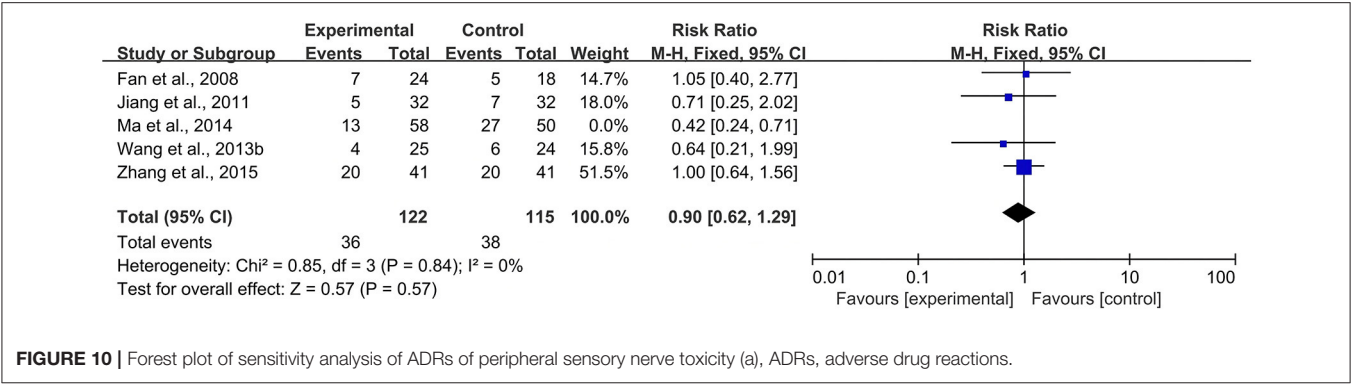 Experimental Control Risk Ratio Risk Ratio
Study or Subgroup Events Total Events Total Weight M-H, Fixed, 95% CI M-H, Fixed, 95% CI
Fan et al., 2008 7 24 5 18 14.7% 1.05 [0.40, 2.77]
Jiang et al., 2011 5 32 7 32 18.0% 0.71 [0.25, 2.02]
Ma et al., 2014 13 58 27 50 0.0% 0.42 [0.24, 0.71]
Wang et al., 2013b 4 25 6 24 15.8% 0.64 [0.21, 1.99]
Zhang et al., 2015 20 41 20 41 51.5% 1.00 [0.64, 1.56]
Total (95% CI) 122 115 100.0% 0.90 [0.62, 1.29]
Total events 36 38
Heterogeneity: Chi² = 0.85, df = 3 (P = 0.84); I² = 0%
Test for overall effect: Z = 0.57 (P = 0.57)
0.01 0.1 1 10 100
Favours [experimental] Favours [control]
FIGURE 10 | Forest plot of sensitivity analysis of ADRs of peripheral sensory nerve toxicity (a), ADRs, adverse drug reactions.